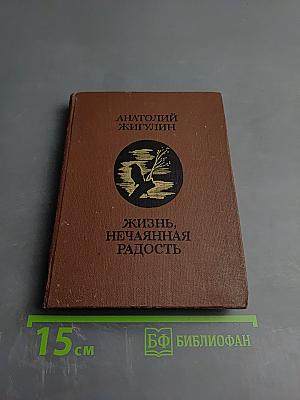 АНАТОЛИЙ
ЖИГУЛИН
ЖИЗНЬ,
НЕЧАЯННАЯ
РАДОСТЬ
15 см
БФ БИБЛИОФАН